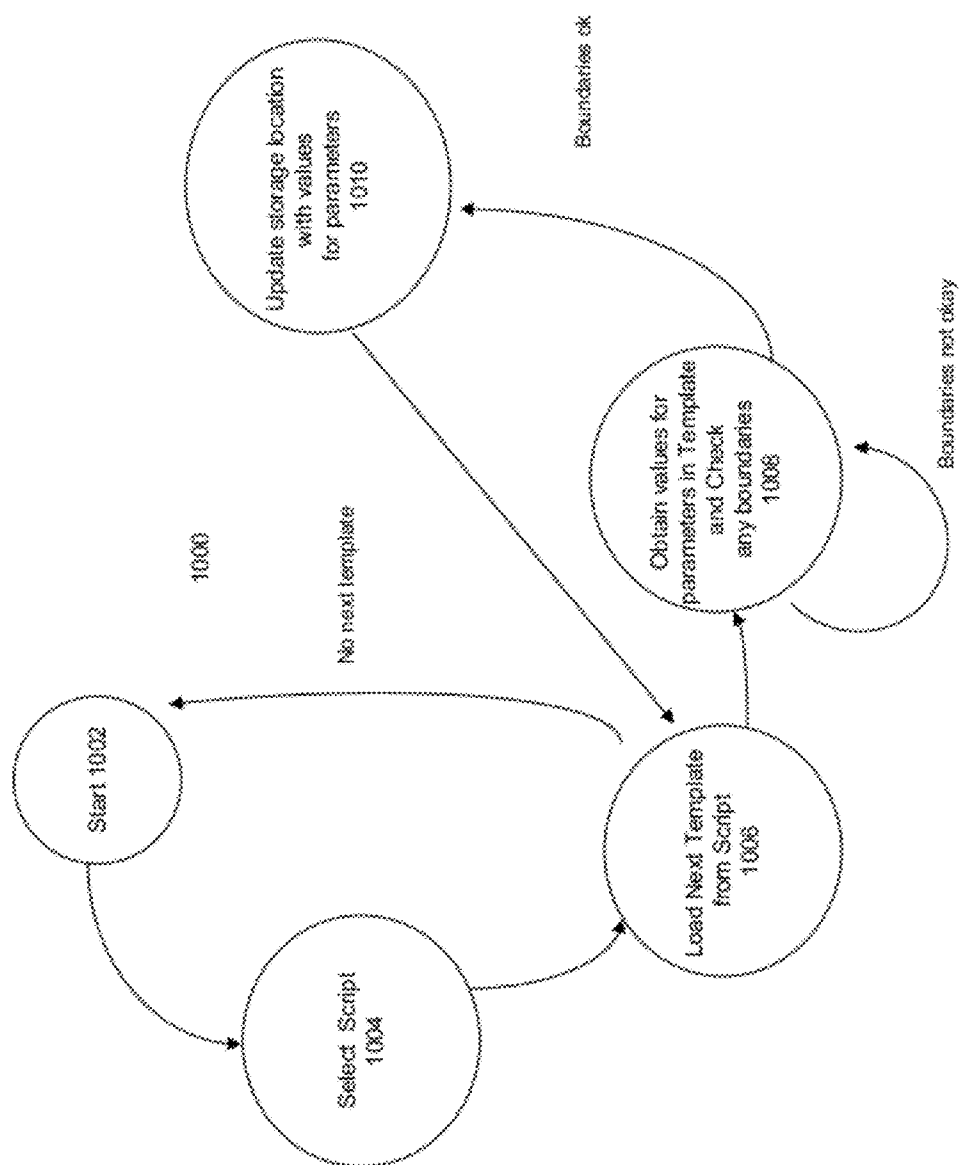 1000
Start 1002
Select Script
1004
Load Next Template
from Script
1006
No next template
Obtain values for
parameters in Template
and Check
any boundaries
1008
Boundaries not okay
Boundaries ok
Update storage location
with values
for parameters
1010